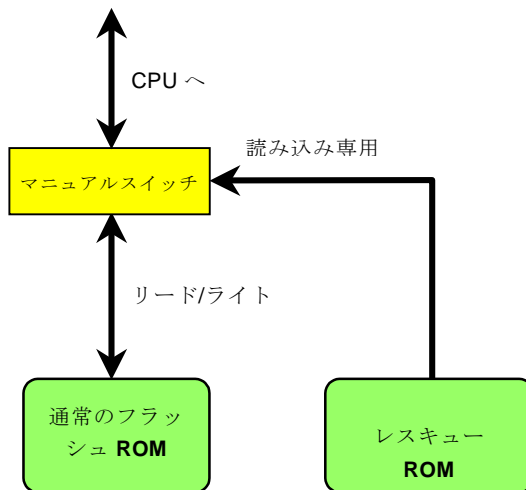 CPU へ
読み込み専用
マニュアルスイッチ
リード/ライト
通常のフラッ
シュ ROM
レスキュー
ROM